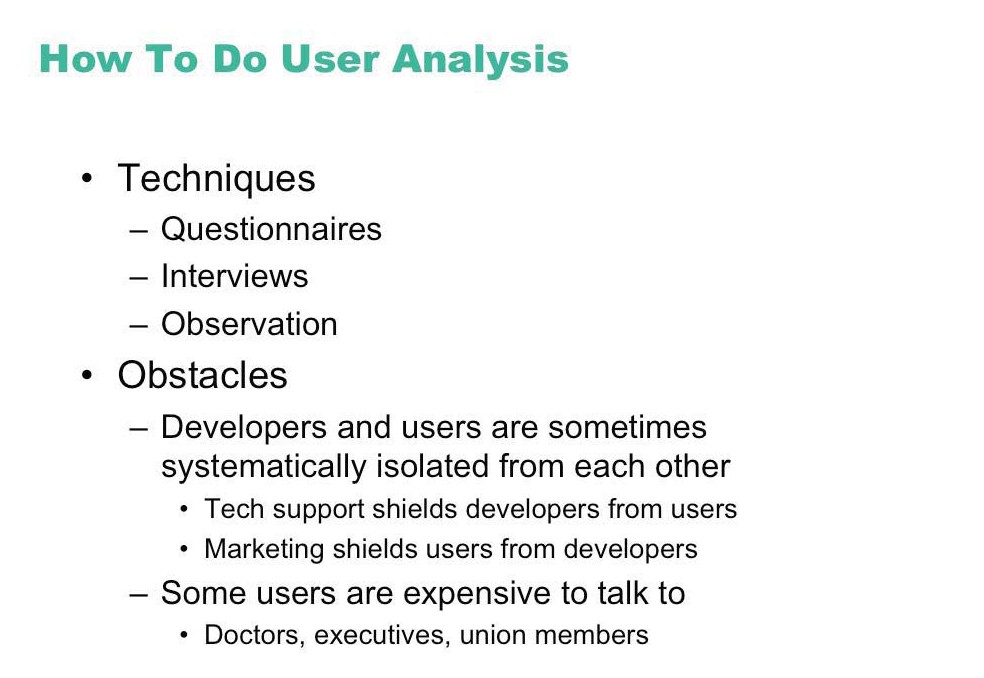 How To Do User Analysis
• Techniques
– Questionnaires
– Interviews
– Observation
• Obstacles
– Developers and users are sometimes
systematically isolated from each other
• Tech support shields developers from users
• Marketing shields users from developers
– Some users are expensive to talk to
• Doctors, executives, union members